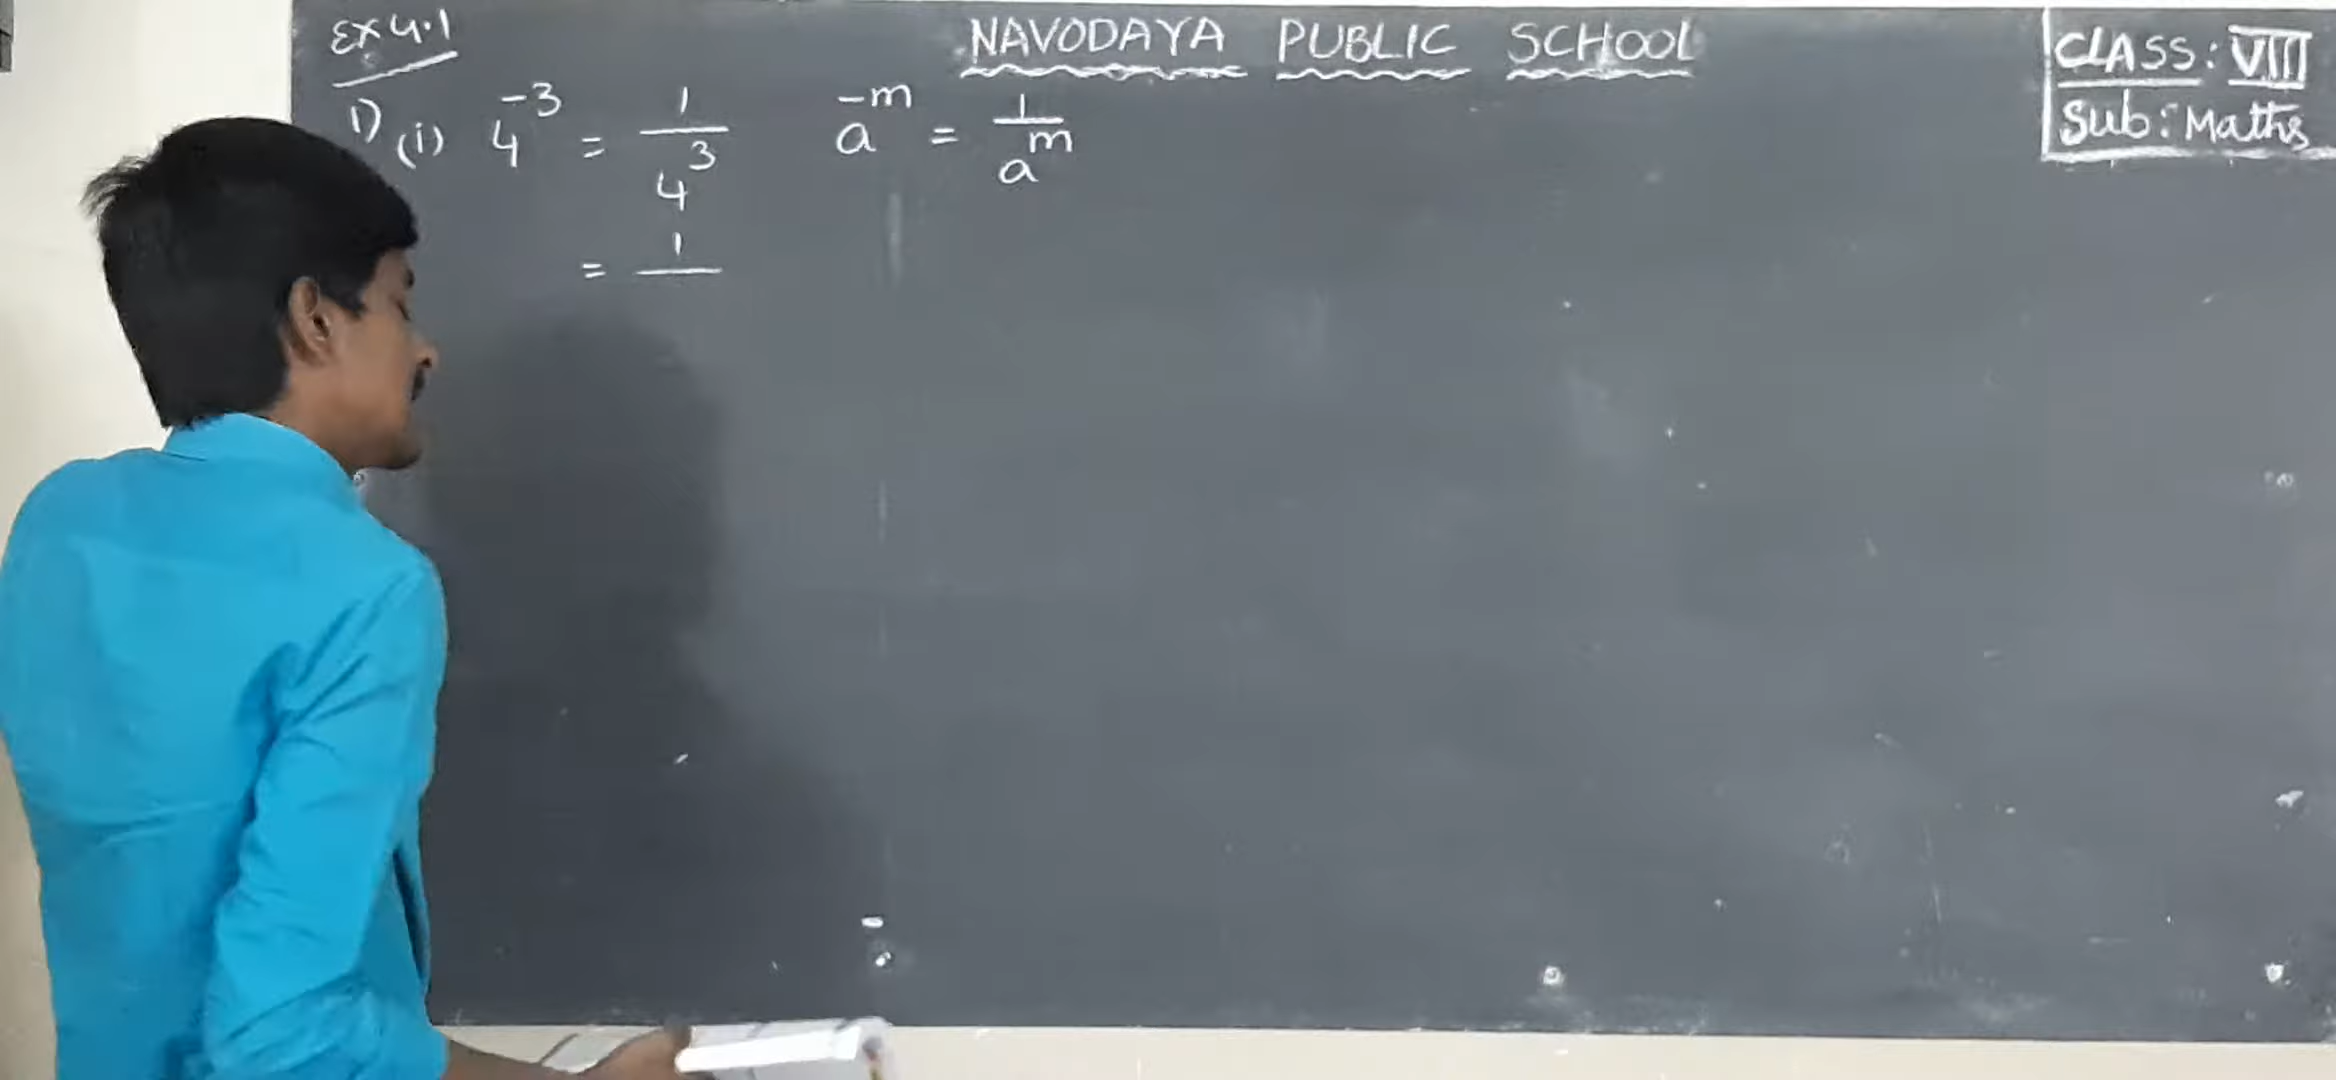 Ex 4.1
NAVODAYA PUBLIC SCHOOL
CLASS: VIII
Sub: Maths
1) (i) 4⁻³ = 1/4³ a⁻ᵐ = 1/aᵐ
= 1/